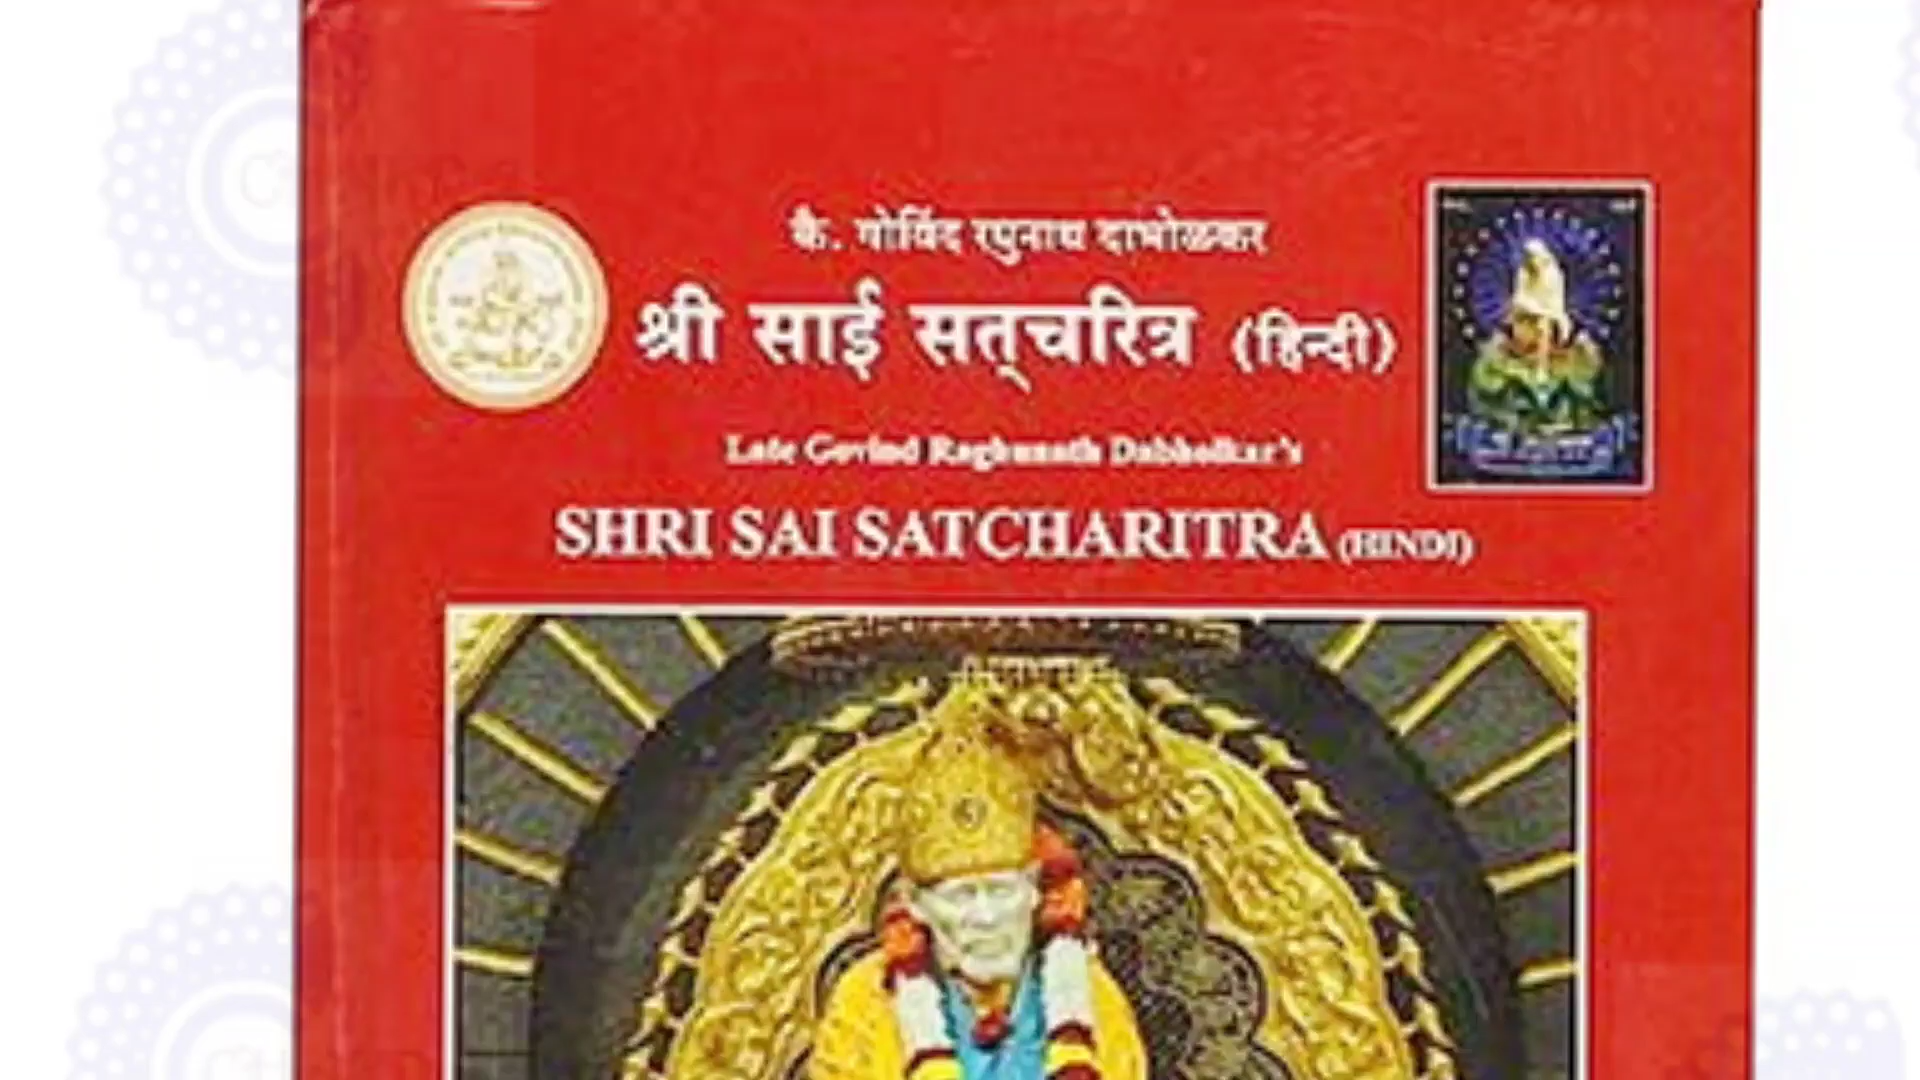 कै. गोविंद रघुनाथ दाभोळकर
श्री साई सत्‌चरित्र (हिन्दी)
Late Govind Raghunath Dabholkar's
SHRI SAI SATCHARITRA (HINDI)